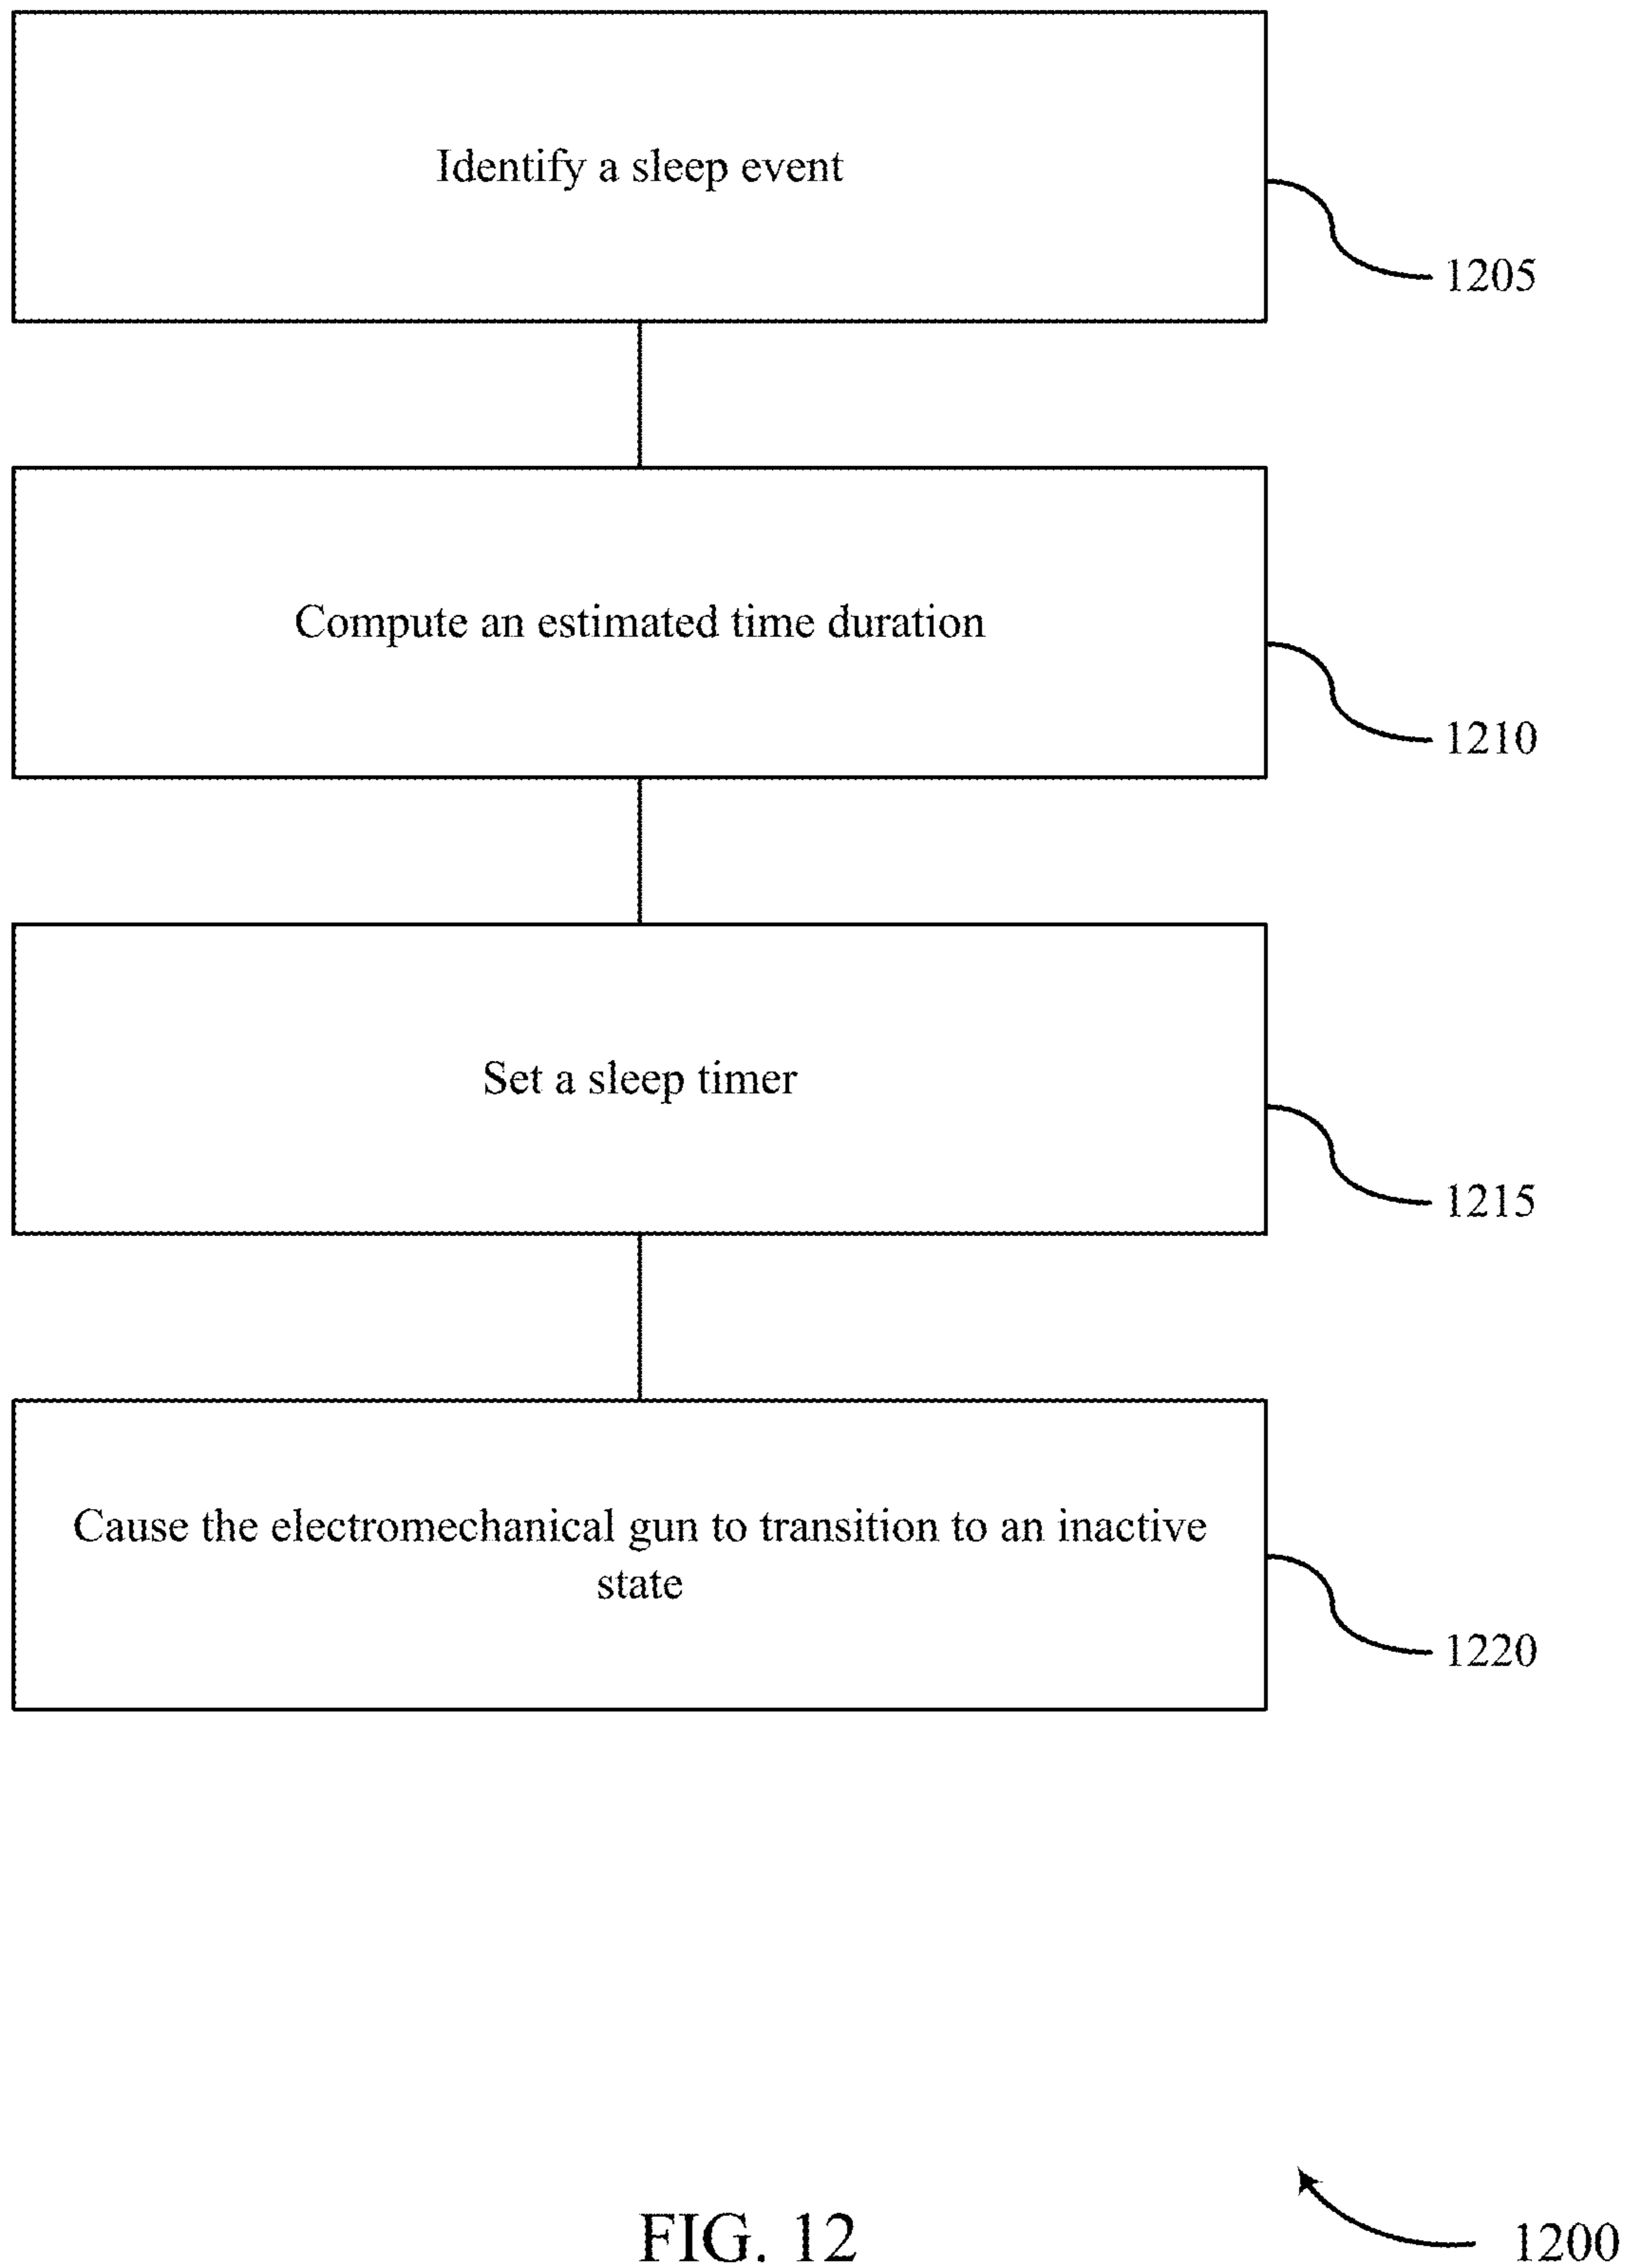 Identify a sleep event
1205
Compute an estimated time duration
1210
Set a sleep timer
1215
Cause the electromechanical gun to transition to an inactive
state
1220
FIG. 12
1200